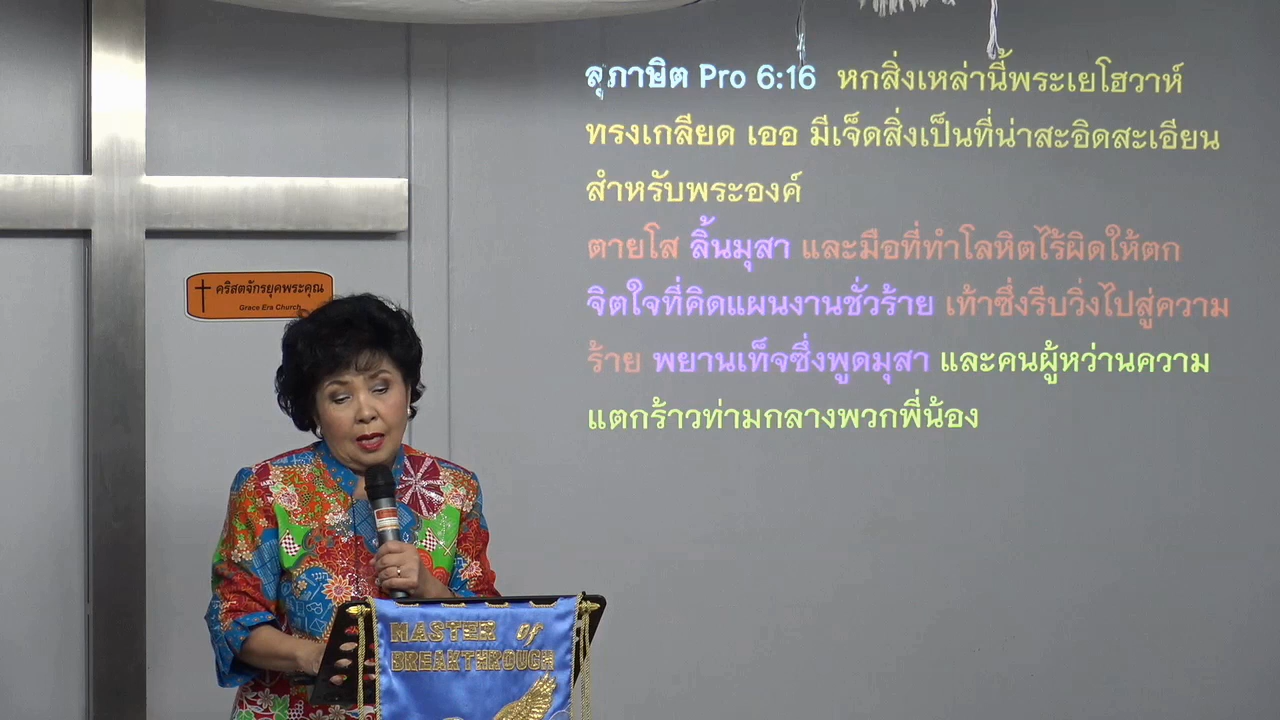 สุภาษิต Pro 6:16 หกสิ่งเหล่านี้พระเยโฮวาห์
ทรงเกลียด เออ มีเจ็ดสิ่งเป็นที่น่าสะอิดสะเอียน
สำหรับพระองค์
ตายโส ลิ้นมุสา และมือที่ทำโลหิตไร้ผิดให้ตก
จิตใจที่คิดแผนงานชั่วร้าย เท้าซึ่งรีบวิ่งไปสู่ความ
ร้าย พยานเท็จซึ่งพูดมุสา และคนผู้หว่านความ
แตกร้าวท่ามกลางพวกพี่น้อง
คริสตจักรยุคพระคุณ
Grace Era Church
MASTER Of
BREAKTHROUGH